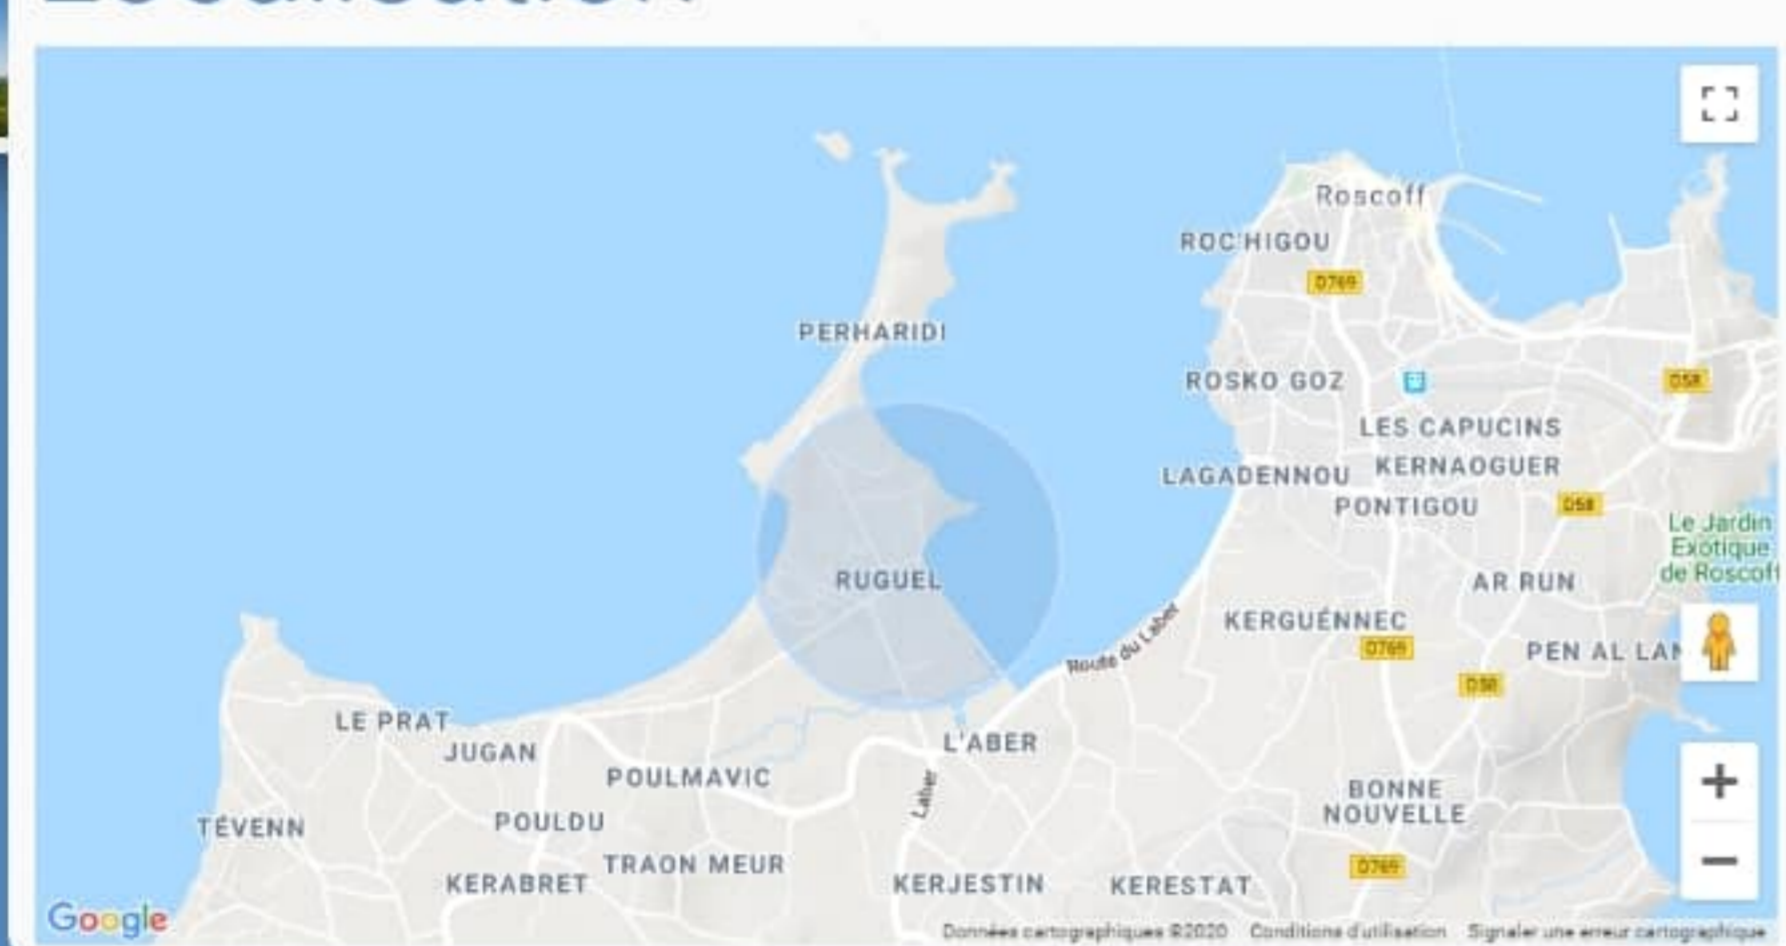 Localisation
Roscoff
ROC'HIGOU
D769
PERHARIDI
ROSKO GOZ
D58
LES CAPUCINS
KERNAOGUER
LAGADENNOU
PONTIGOU
D58
Le Jardin
Exotique
de Roscoff
RUGUEL
AR RUN
KERGUÉNNEC
Route du Laber
D769
PEN AL LAN
D58
LE PRAT
JUGAN
L'ABER
POULMAVIC
Laber
BONNE
NOUVELLE
TÉVENN
POULDU
TRAON MEUR
D769
KERABRET
KERJESTIN
KERESTAT
Google
Données cartographiques ©2020 Conditions d'utilisation Signaler une erreur cartographique